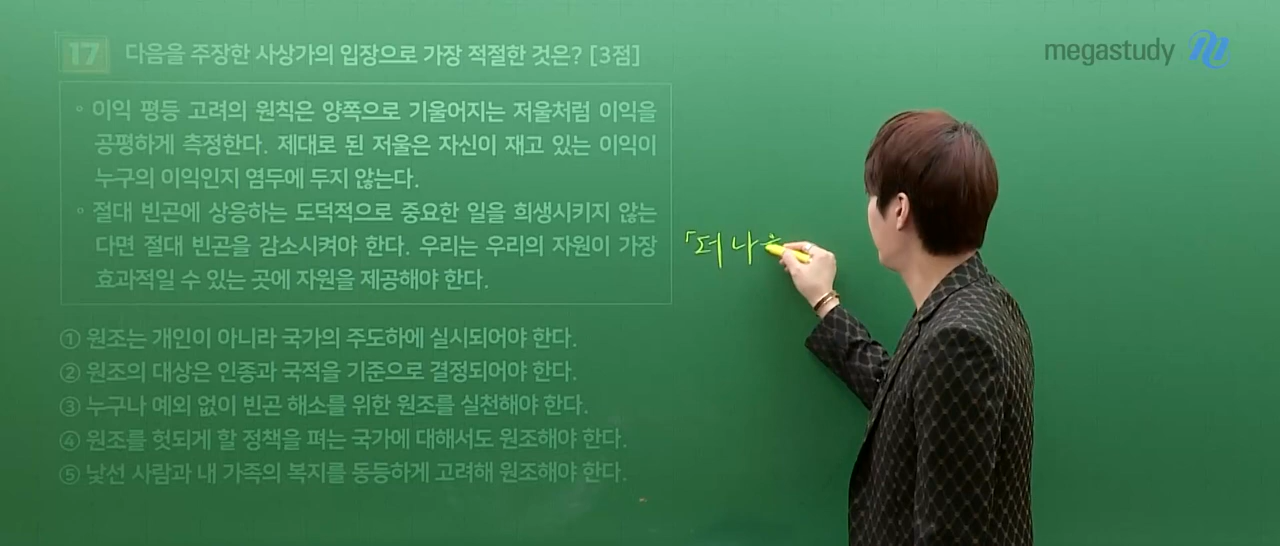 17 다음을 주장한 사상가의 입장으로 가장 적절한 것은? [3점]
megastudy
◦ 이익 평등 고려의 원칙은 양쪽으로 기울어지는 저울처럼 이익을
공평하게 측정한다. 제대로 된 저울은 자신이 재고 있는 이익이
누구의 이익인지 염두에 두지 않는다.
◦ 절대 빈곤에 상응하는 도덕적으로 중요한 일을 희생시키지 않는
다면 절대 빈곤을 감소시켜야 한다. 우리는 우리의 자원이 가장
효과적일 수 있는 곳에 자원을 제공해야 한다.
「더 나
① 원조는 개인이 아니라 국가의 주도하에 실시되어야 한다.
② 원조의 대상은 인종과 국적을 기준으로 결정되어야 한다.
③ 누구나 예외 없이 빈곤 해소를 위한 원조를 실천해야 한다.
④ 원조를 헛되게 할 정책을 펴는 국가에 대해서도 원조해야 한다.
⑤ 낯선 사람과 내 가족의 복지를 동등하게 고려해 원조해야 한다.